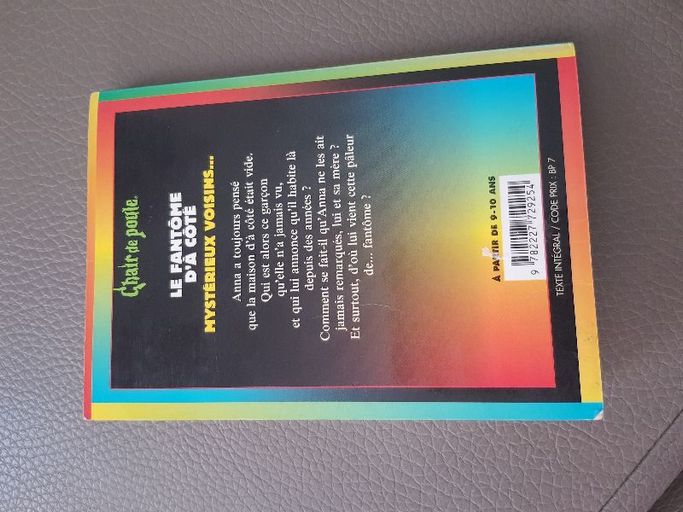 Chair de poule.
LE FANTÔME
D'À CÔTÉ
MYSTÉRIEUX VOISINS...
Anna a toujours pensé
que la maison d'à côté était vide.
Qui est alors ce garçon
qu'elle n'a jamais vu,
et qui lui annonce qu'il habite là
depuis des années ?
Comment se fait-il qu'Anna ne les ait
jamais remarqués, lui et sa mère ?
Et surtout, d'où lui vient cette pâleur
de... fantôme ?
À PARTIR DE 9-10 ANS
9 782227 729254
TEXTE INTÉGRAL / CODE PRIX : BP 7